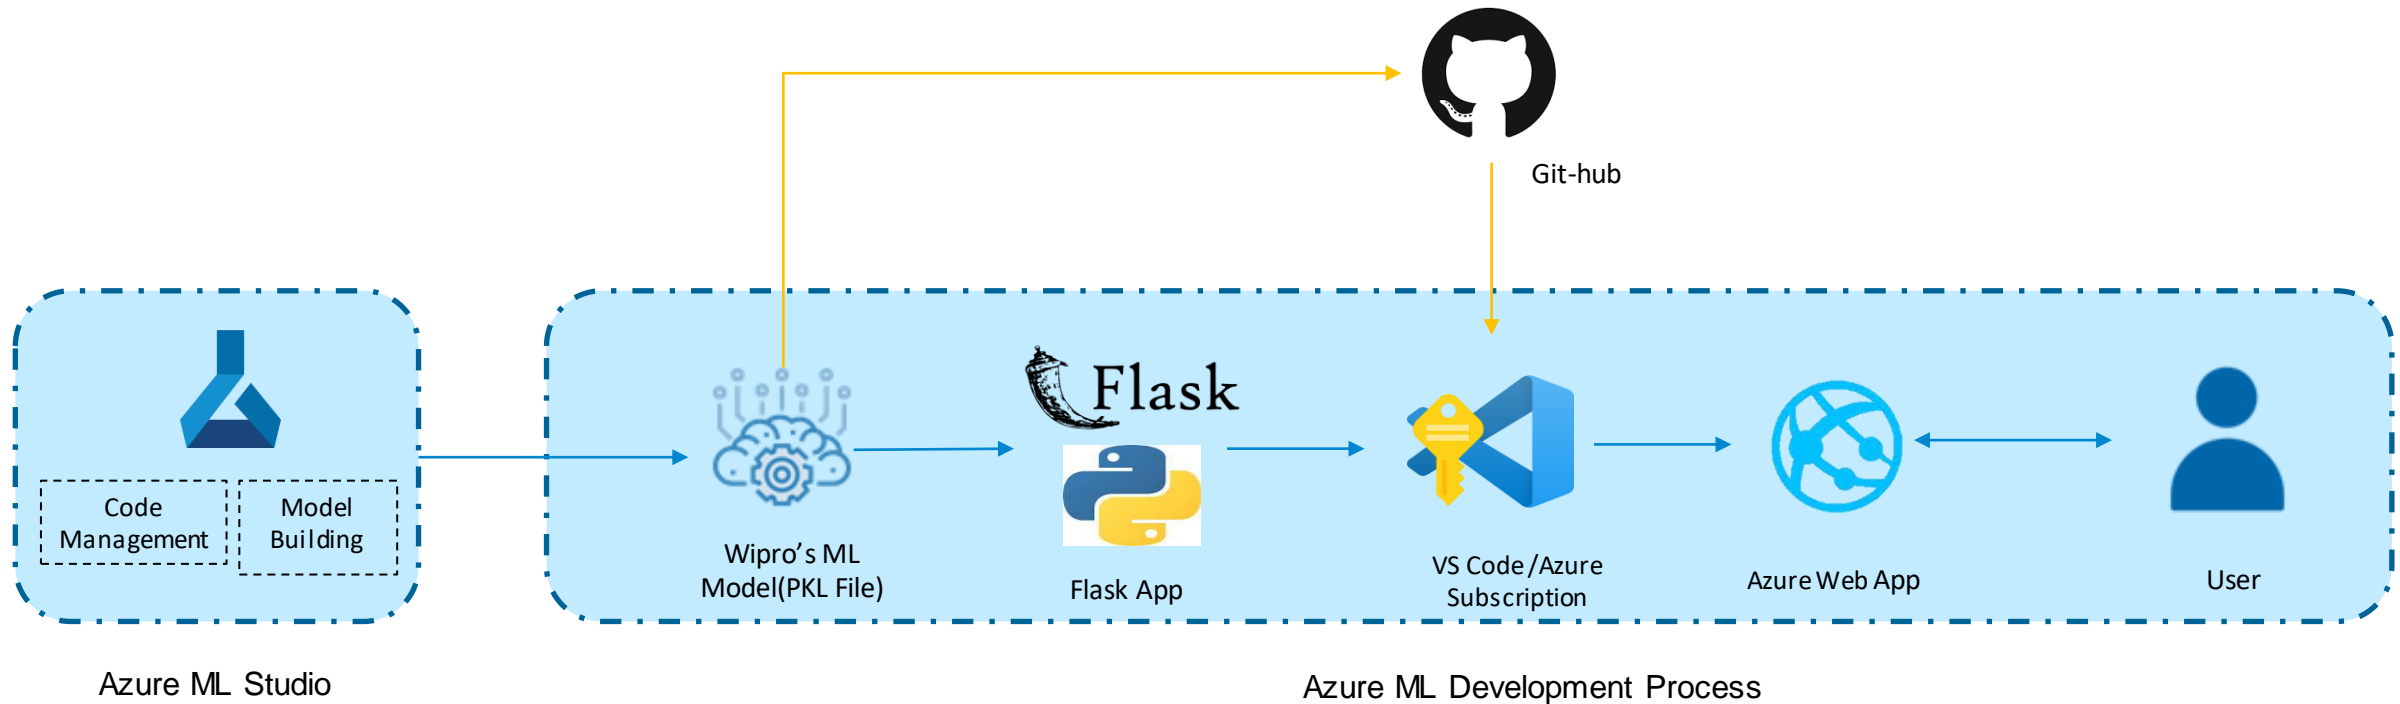 Git-hub
Flask
Code
Management
Model
Building
Wipro’s ML
Model(PKL File)
Flask App
VS Code/Azure
Subscription
Azure Web App
User
Azure ML Studio
Azure ML Development Process